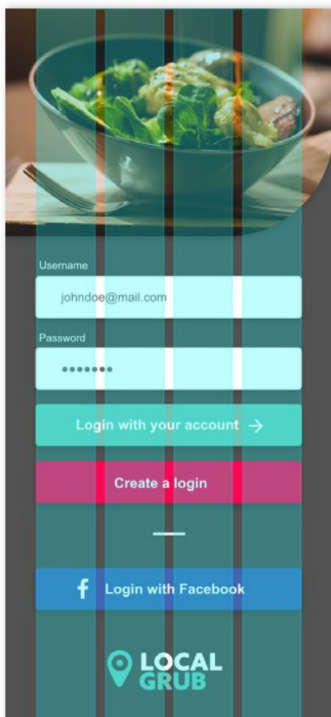 Username
johndoe@mail.com
Password
Login with your account
Create a login
Login with Facebook
LOCAL
GRUB